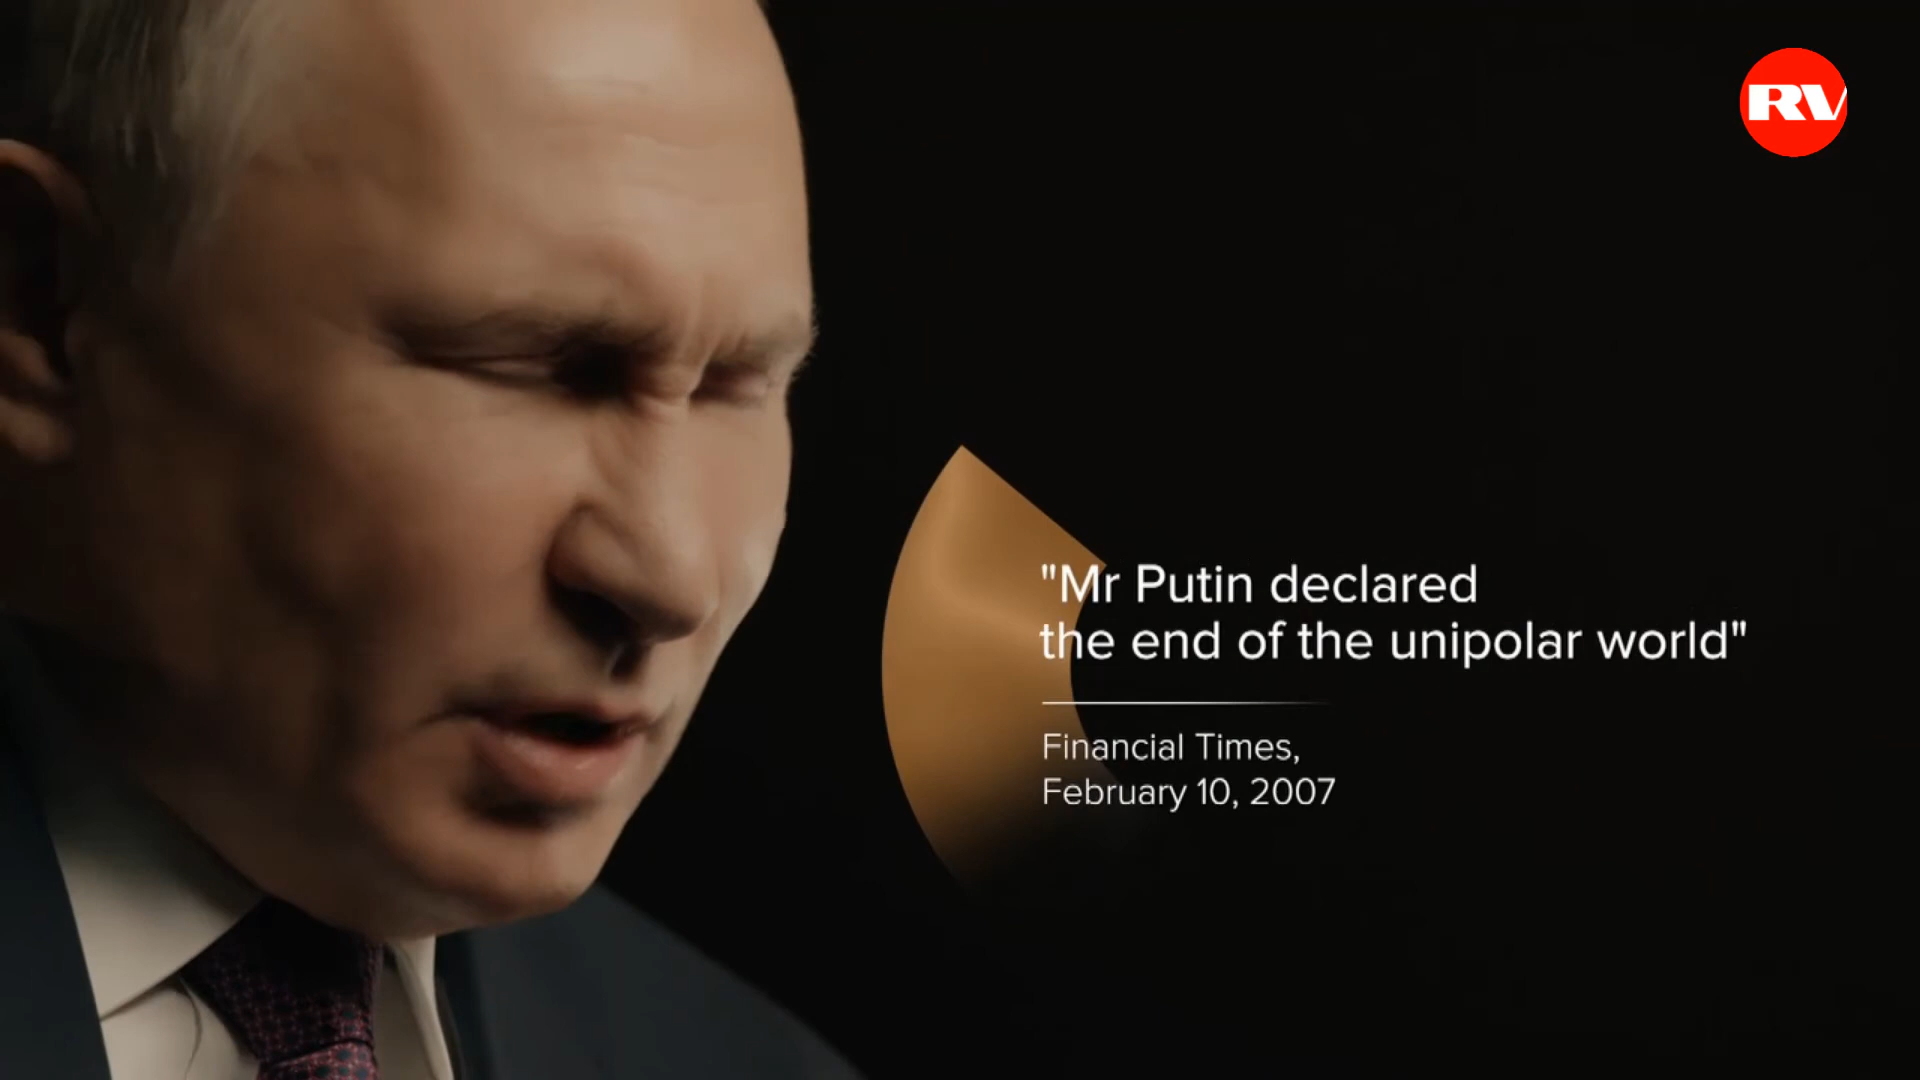 RV
"Mr Putin declared
the end of the unipolar world"
Financial Times,
February 10, 2007